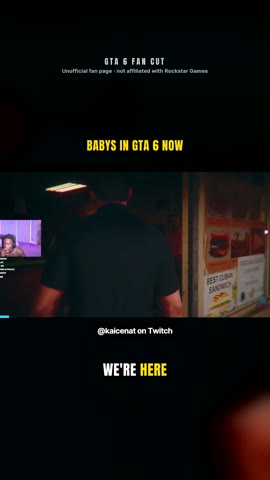 GTA 6 FAN CUT
Unofficial fan page · not affiliated with Rockstar Games
BABYS IN GTA 6 NOW
BEST CUBAN
SANDWICH
@kaicenat on Twitch
WE'RE HERE